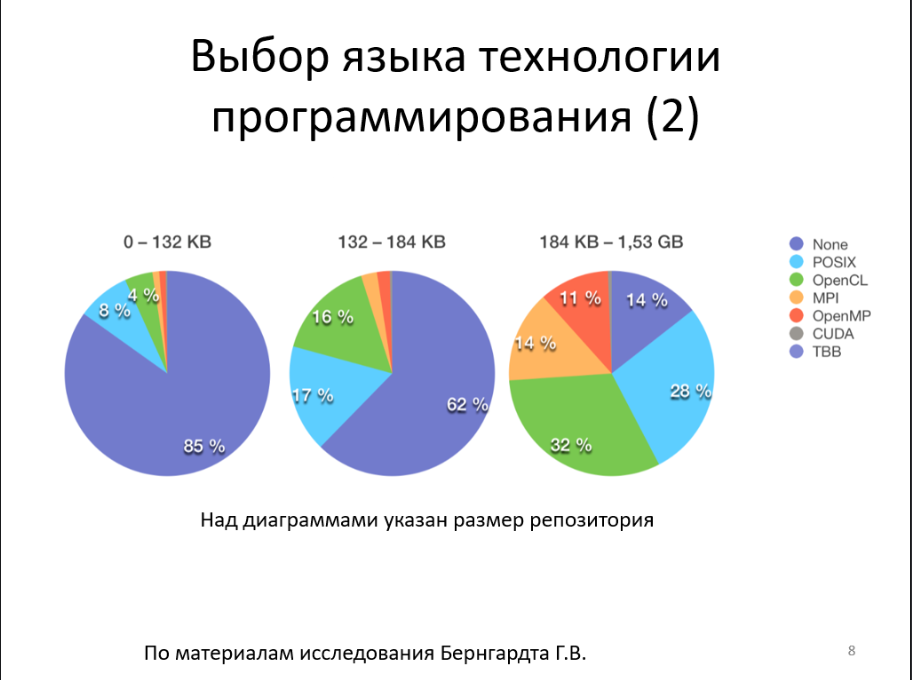 Выбор языка технологии
программирования (2)
0 – 132 KB
132 – 184 KB
184 KB – 1,53 GB
85 %
8 %
4 %
62 %
17 %
16 %
14 %
28 %
32 %
14 %
11 %
None
POSIX
OpenCL
MPI
OpenMP
CUDA
TBB
Над диаграммами указан размер репозитория
По материалам исследования Бернгардта Г.В.
8